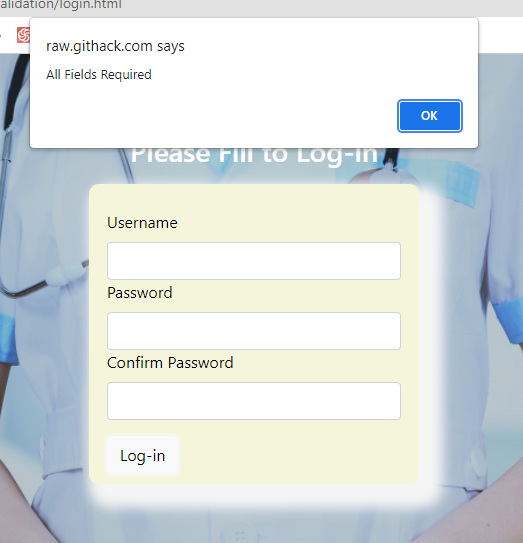 alidation/login.html
raw.githack.com says
All Fields Required
OK
Please Fill to Log-in
Username
Password
Confirm Password
Log-in